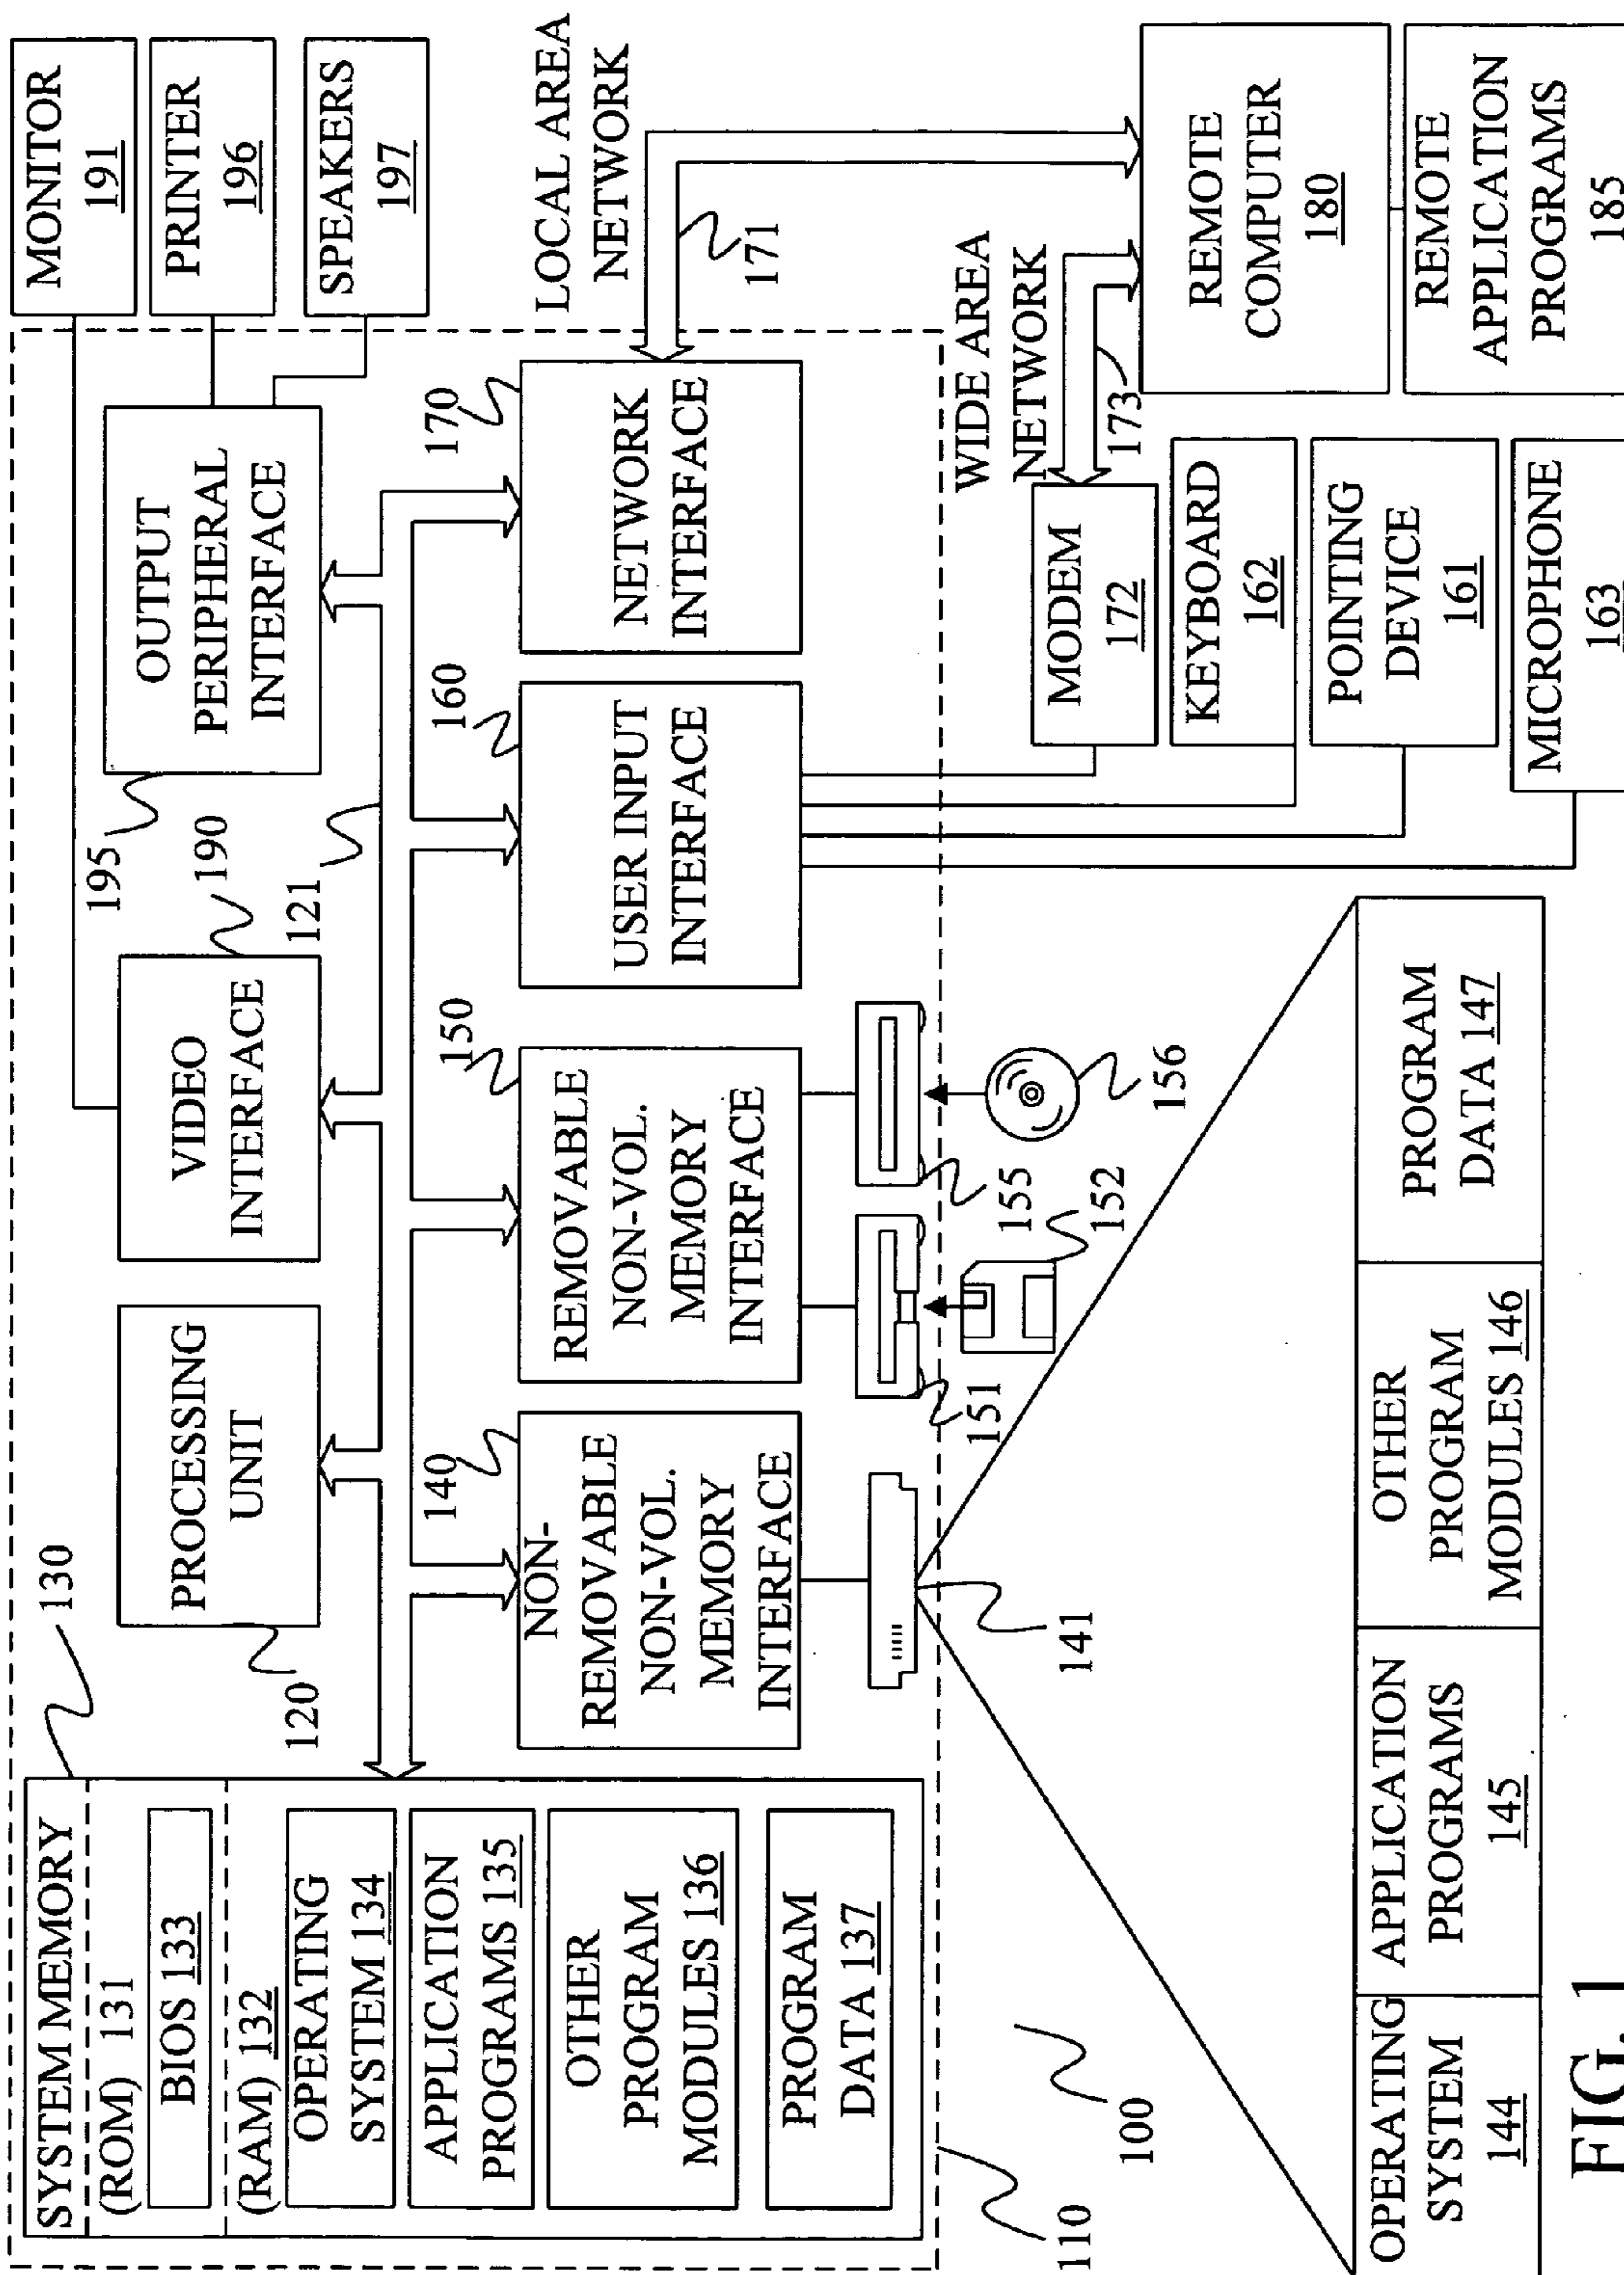 SYSTEM MEMORY
(ROM) 131
BIOS 133
(RAM) 132
OPERATING
SYSTEM 134
APPLICATION
PROGRAMS 135
OTHER
PROGRAM
MODULES 136
PROGRAM
DATA 137
130
PROCESSING
UNIT
120
VIDEO
INTERFACE
190
121
OUTPUT
PERIPHERAL
INTERFACE
195
MONITOR
191
PRINTER
196
SPEAKERS
197
NON-
REMOVABLE
NON-VOL.
MEMORY
INTERFACE
140
REMOVABLE
NON-VOL.
MEMORY
INTERFACE
150
USER INPUT
INTERFACE
160
NETWORK
INTERFACE
170
LOCAL AREA
NETWORK
171
WIDE AREA
NETWORK
173
141
151
152
155
156
MODEM
172
KEYBOARD
162
POINTING
DEVICE
161
MICROPHONE
163
REMOTE
COMPUTER
180
REMOTE
APPLICATION
PROGRAMS
185
110
100
OPERATING
SYSTEM
144
APPLICATION
PROGRAMS
145
OTHER
PROGRAM
MODULES 146
PROGRAM
DATA 147
FIG. 1